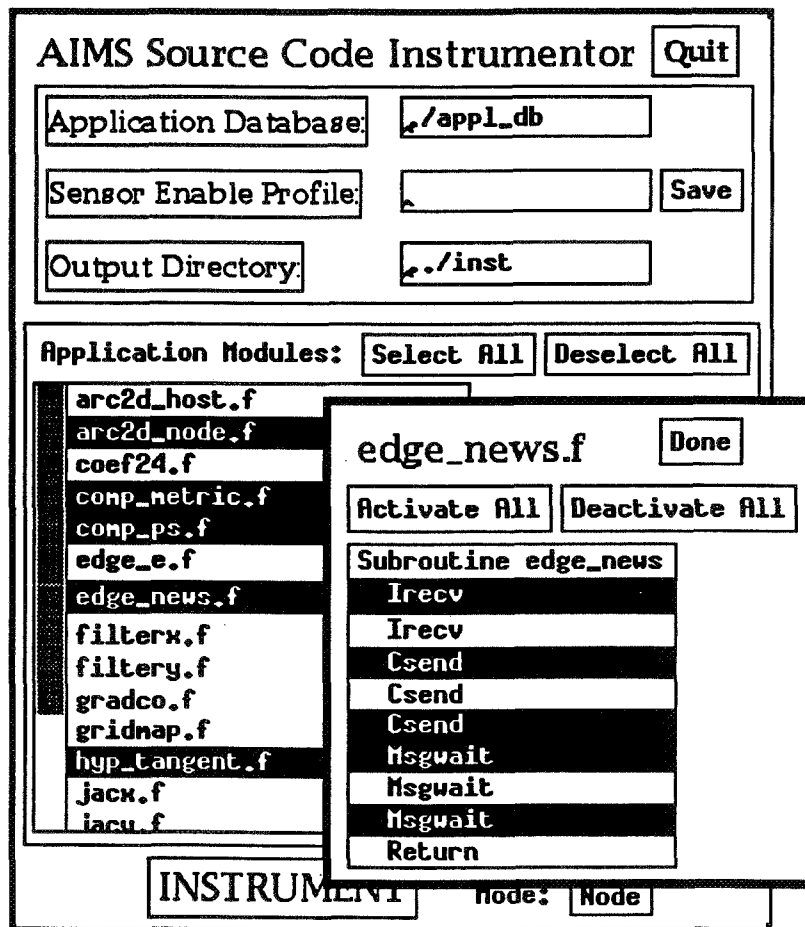 AIMS Source Code Instrumentor Quit
Application Database: ./appl_db
Sensor Enable Profile: Save
Output Directory: ../inst
Application Modules: Select All Deselect All
arc2d_host.f
arc2d_node.f
coef24.f
comp_metric.f
comp_ps.f
edge_e.f
edge_news.f
filterx.f
filtery.f
gradco.f
gridmap.f
hyp_tangent.f
jacx.f
jacy.f
edge_news.f Done
Activate All Deactivate All
Subroutine edge_news
Irecv
Irecv
Csend
Csend
Csend
Msgwait
Msgwait
Msgwait
Return
INSTRUMENT Mode: Node